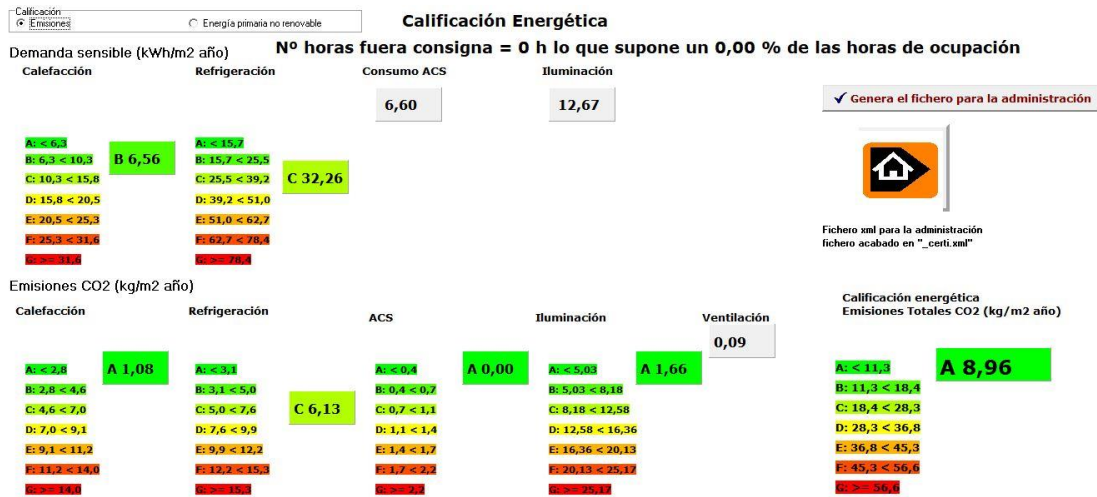 Calificación
Emisiones
Energía primaria no renovable
Calificación Energética
Demanda sensible (kWh/m2 año)
Nº horas fuera consigna = 0 h lo que supone un 0,00 % de las horas de ocupación
Calefacción
Refrigeración
Consumo ACS
Iluminación
6,60
12,67
Genera el fichero para la administración
A: < 6,3
B: 6,3 < 10,3
C: 10,3 < 15,8
D: 15,8 < 20,5
E: 20,5 < 25,3
F: 25,3 < 31,6
G: >= 31,6
B 6,56
A: < 15,7
B: 15,7 < 25,5
C: 25,5 < 39,2
D: 39,2 < 51,0
E: 51,0 < 62,7
F: 62,7 < 78,4
G: >= 78,4
C 32,26
Fichero xml para la administración
fichero acabado en "_certi.xml"
Emisiones CO2 (kg/m2 año)
Calefacción
Refrigeración
ACS
Iluminación
Ventilación
0,09
A: < 2,8
B: 2,8 < 4,6
C: 4,6 < 7,0
D: 7,0 < 9,1
E: 9,1 < 11,2
F: 11,2 < 14,0
G: >= 14,0
A 1,08
A: < 3,1
B: 3,1 < 5,0
C: 5,0 < 7,6
D: 7,6 < 9,9
E: 9,9 < 12,2
F: 12,2 < 15,3
G: >= 15,3
C 6,13
A: < 0,4
B: 0,4 < 0,7
C: 0,7 < 1,1
D: 1,1 < 1,4
E: 1,4 < 1,7
F: 1,7 < 2,2
G: >= 2,2
A 0,00
A: < 5,03
B: 5,03 < 8,18
C: 8,18 < 12,58
D: 12,58 < 16,36
E: 16,36 < 20,13
F: 20,13 < 25,17
G: >= 25,17
A 1,66
Calificación energética
Emisiones Totales CO2 (kg/m2 año)
A: < 11,3
B: 11,3 < 18,4
C: 18,4 < 28,3
D: 28,3 < 36,8
E: 36,8 < 45,3
F: 45,3 < 56,6
G: >= 56,6
A 8,96